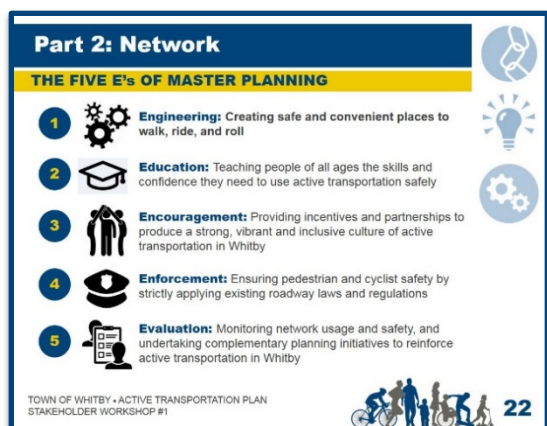 Part 2: Network
THE FIVE E's OF MASTER PLANNING
1
Engineering: Creating safe and convenient places to
walk, ride, and roll
2
Education: Teaching people of all ages the skills and
confidence they need to use active transportation safely
3
Encouragement: Providing incentives and partnerships to
produce a strong, vibrant and inclusive culture of active
transportation in Whitby
4
Enforcement: Ensuring pedestrian and cyclist safety by
strictly applying existing roadway laws and regulations
5
Evaluation: Monitoring network usage and safety, and
undertaking complementary planning initiatives to reinforce
active transportation in Whitby
TOWN OF WHITBY • ACTIVE TRANSPORTATION PLAN
STAKEHOLDER WORKSHOP #1
22